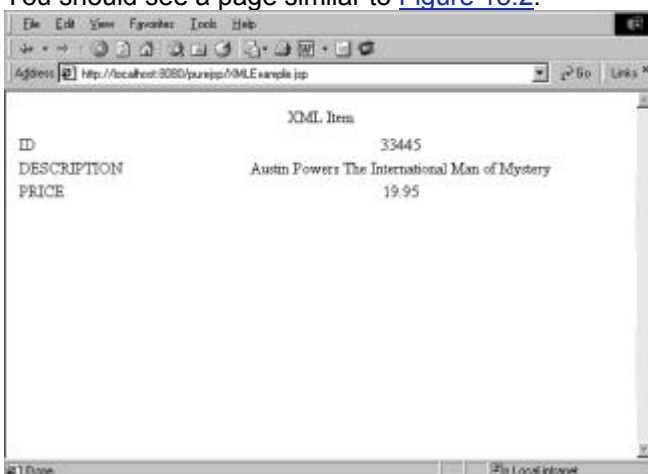 You should see a page similar to Figure 18.2.
File Edit View Favorites Tools Help
Address http://localhost:8080/purejsp/XMLExample.jsp Go Links »
XML Item
ID 33445
DESCRIPTION Austin Powers The International Man of Mystery
PRICE 19.95
Done Local intranet